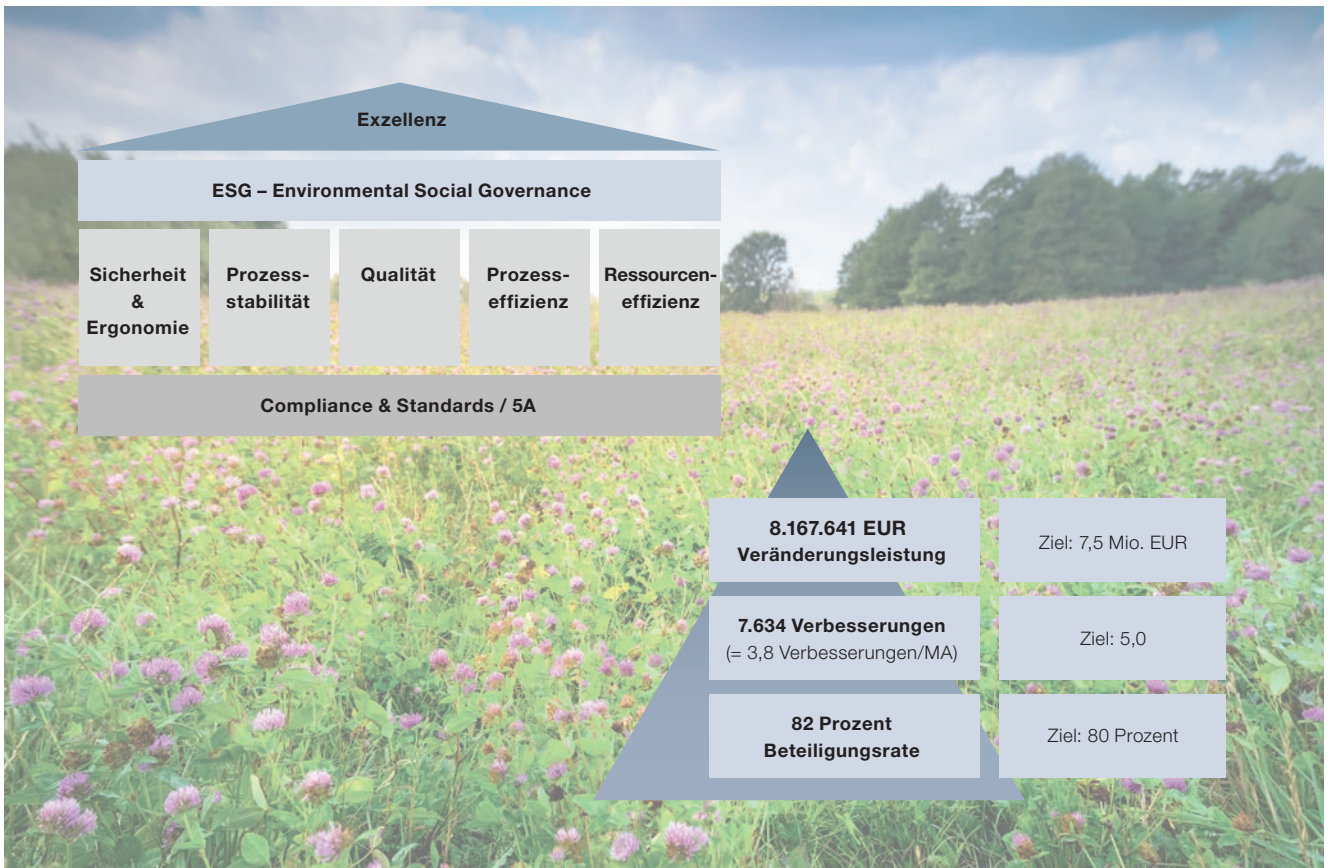 Exzellenz
ESG – Environmental Social Governance
Sicherheit
&
Ergonomie
Prozess-
stabilität
Qualität
Prozess-
effizienz
Ressourcen-
effizienz
Compliance & Standards / 5A
8.167.641 EUR
Veränderungsleistung
Ziel: 7,5 Mio. EUR
7.634 Verbesserungen
(= 3,8 Verbesserungen/MA)
Ziel: 5,0
82 Prozent
Beteiligungsrate
Ziel: 80 Prozent